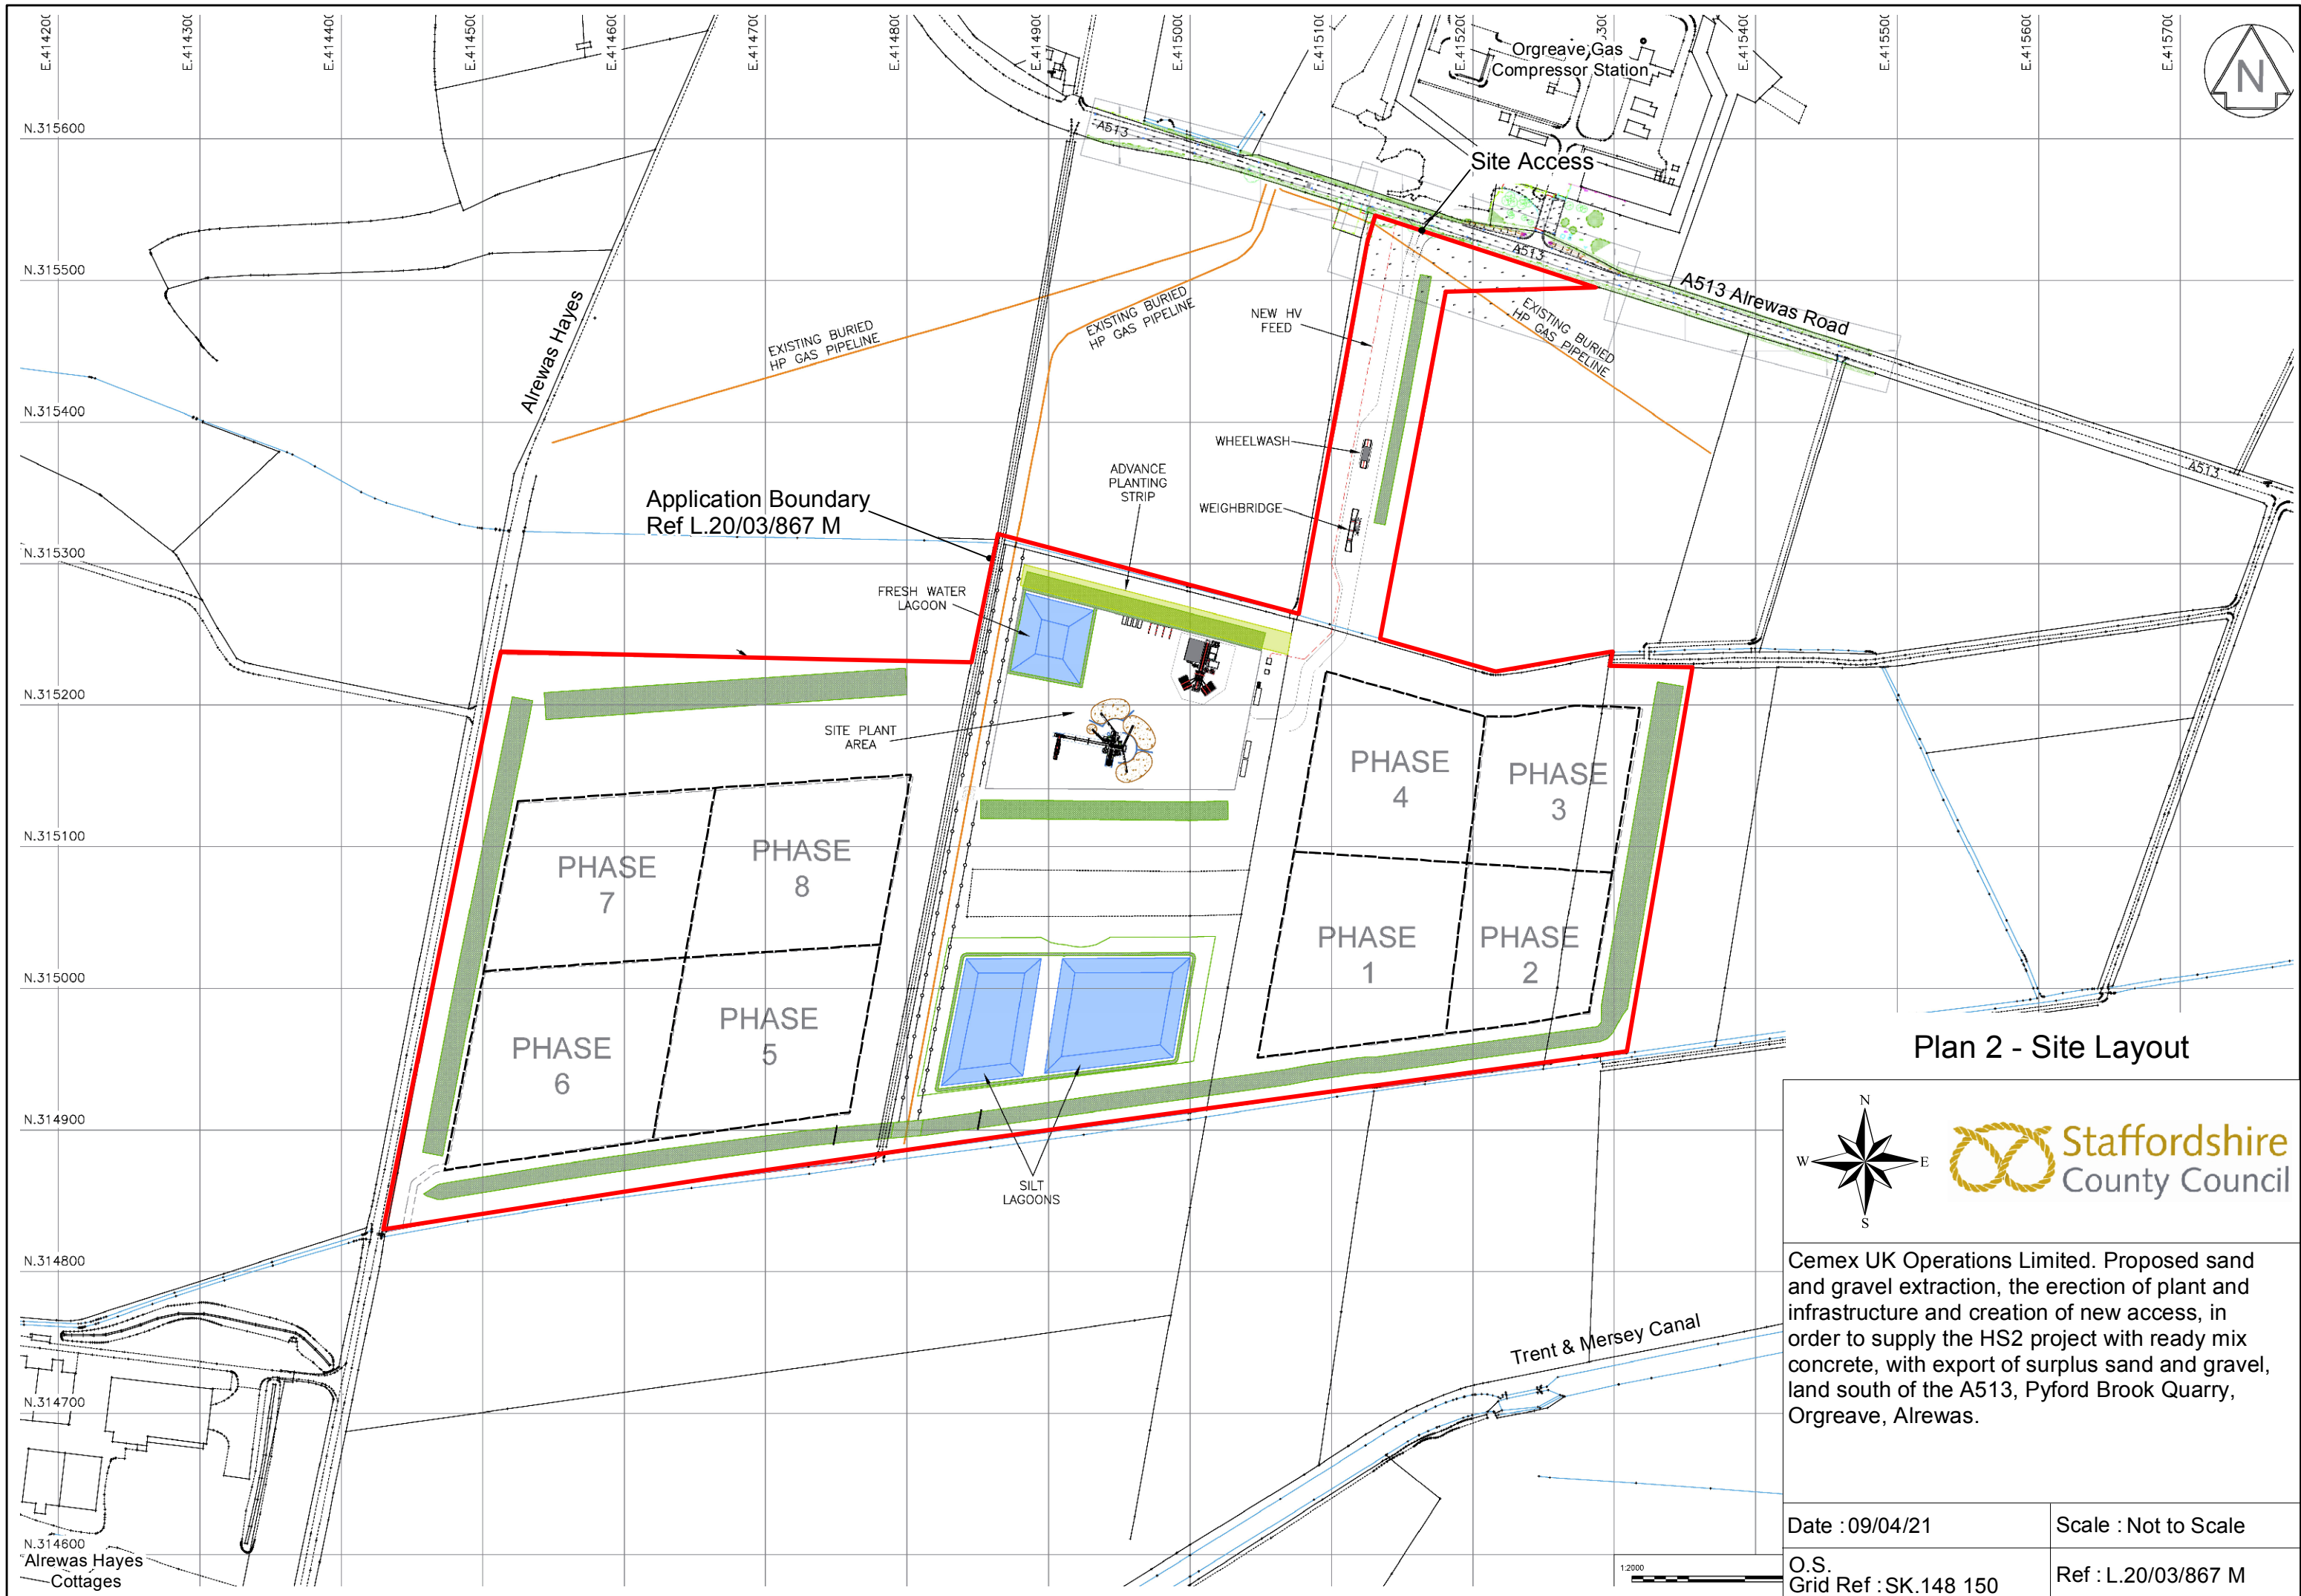 E.414200
E.414300
E.414400
E.414500
E.414600
E.414700
E.414800
E.414900
E.415000
E.415100
E.415200
E.415400
E.415500
E.415600
E.415700
Orgreave Gas
Compressor Station
N
N.315600
A513
Site Access
N.315500
A513
A513 Alrewas Road
Alrewas Hayes
EXISTING BURIED
HP GAS PIPELINE
EXISTING BURIED
HP GAS PIPELINE
NEW HV
FEED
EXISTING BURIED
HP GAS PIPELINE
N.315400
WHEELWASH
A513
ADVANCE
PLANTING
STRIP
Application Boundary
Ref L.20/03/867 M
WEIGHBRIDGE
N.315300
FRESH WATER
LAGOON
N.315200
SITE PLANT
AREA
PHASE
4
PHASE
3
N.315100
PHASE
7
PHASE
8
PHASE
1
PHASE
2
N.315000
PHASE
6
PHASE
5
Plan 2 - Site Layout
N.314900
SILT
LAGOONS
N
W
E
S
Staffordshire
County Council
N.314800
Cemex UK Operations Limited. Proposed sand
and gravel extraction, the erection of plant and
infrastructure and creation of new access, in
order to supply the HS2 project with ready mix
concrete, with export of surplus sand and gravel,
land south of the A513, Pyford Brook Quarry,
Orgreave, Alrewas.
Trent & Mersey Canal
N.314700
N.314600
Alrewas Hayes
Cottages
1:2000
Date : 09/04/21
Scale : Not to Scale
O.S.
Grid Ref : SK.148 150
Ref : L.20/03/867 M